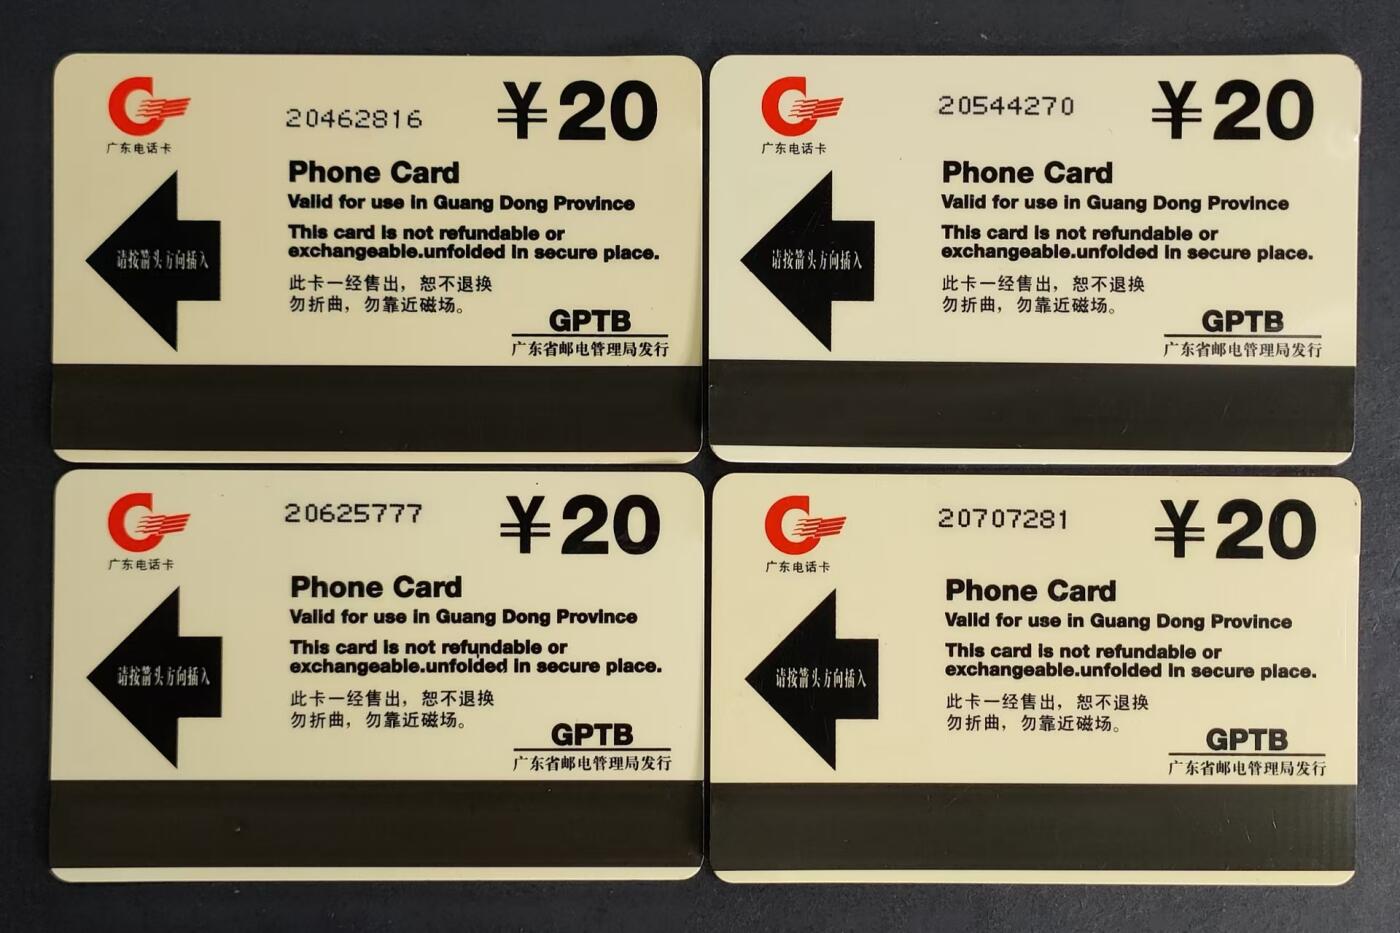 广东电话卡
20462816
¥20
Phone Card
Valid for use in Guang Dong Province
This card is not refundable or
exchangeable.unfolded in secure place.
请按箭头方向插入
此卡一经售出，恕不退换
勿折曲，勿靠近磁场。
GPTB
广东省邮电管理局发行
广东电话卡
20544270
¥20
Phone Card
Valid for use in Guang Dong Province
This card is not refundable or
exchangeable.unfolded in secure place.
请按箭头方向插入
此卡一经售出，恕不退换
勿折曲，勿靠近磁场。
GPTB
广东省邮电管理局发行
广东电话卡
20625777
¥20
Phone Card
Valid for use in Guang Dong Province
This card is not refundable or
exchangeable.unfolded in secure place.
请按箭头方向插入
此卡一经售出，恕不退换
勿折曲，勿靠近磁场。
GPTB
广东省邮电管理局发行
广东电话卡
20707281
¥20
Phone Card
Valid for use in Guang Dong Province
This card is not refundable or
exchangeable.unfolded in secure place.
请按箭头方向插入
此卡一经售出，恕不退换
勿折曲，勿靠近磁场。
GPTB
广东省邮电管理局发行